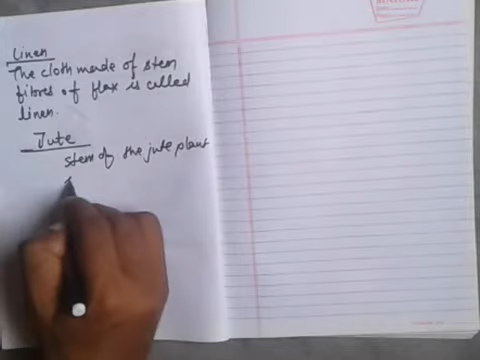 Linen
The cloth made of stem
fibres of flax is called
linen.
Jute
stem of the jute plant